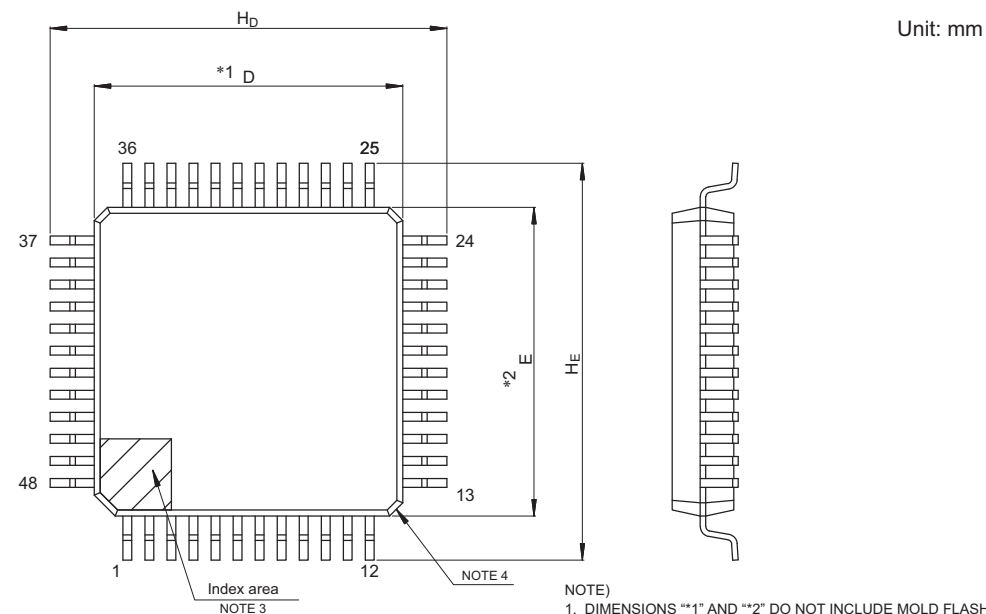 HD
Unit: mm
*1 D
36
25
37
24
*2 E
HE
48
13
1
12
Index area
NOTE 3
NOTE 4
NOTE)
1. DIMENSIONS “*1” AND “*2” DO NOT INCLUDE MOLD FLASH